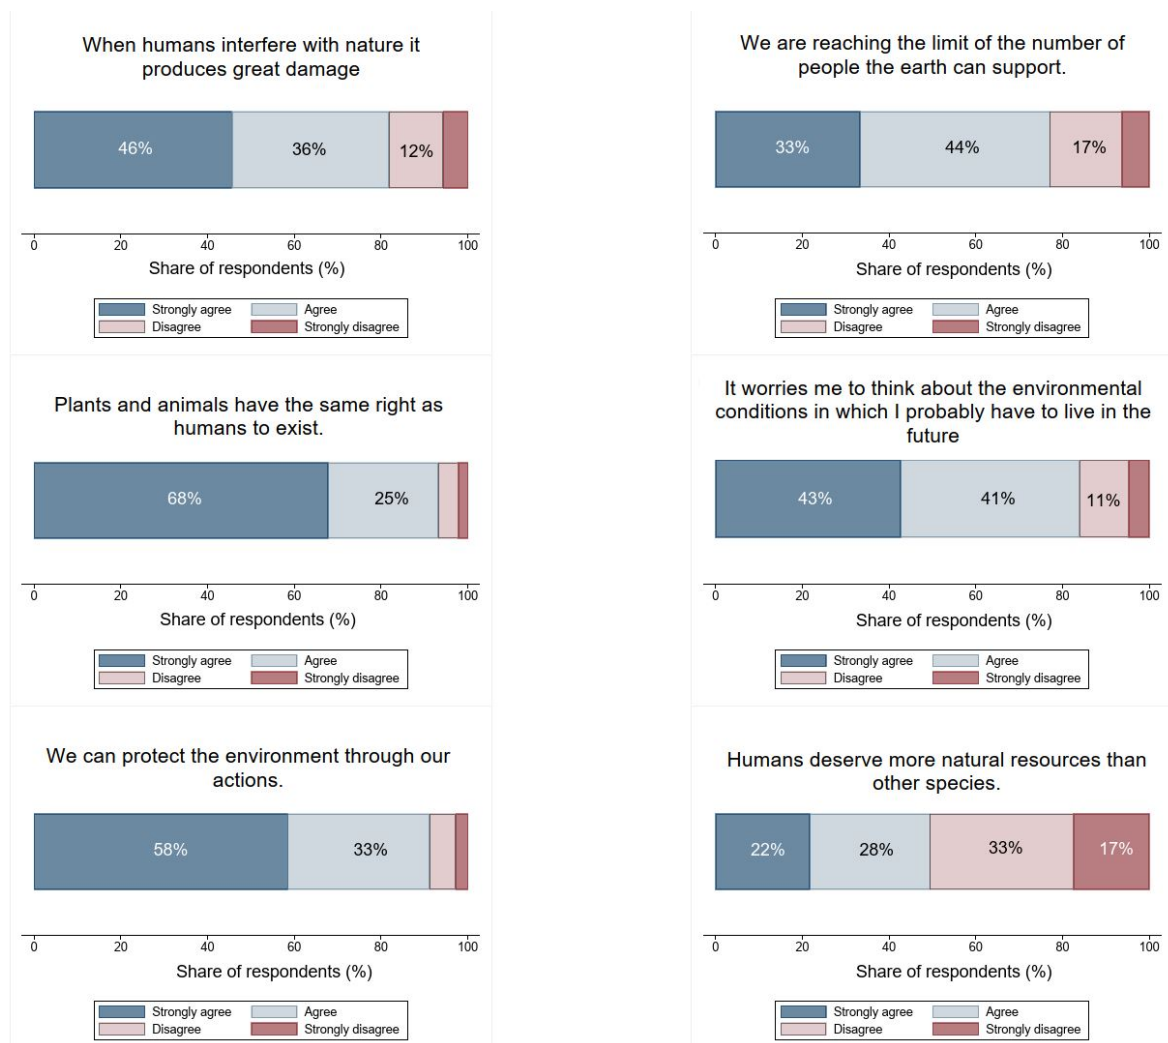 When humans interfere with nature it
produces great damage
46%
36%
12%
0 20 40 60 80 100
Share of respondents (%)
Strongly agree Agree
Disagree Strongly disagree
We are reaching the limit of the number of
people the earth can support.
33%
44%
17%
0 20 40 60 80 100
Share of respondents (%)
Strongly agree Agree
Disagree Strongly disagree
Plants and animals have the same right as
humans to exist.
68%
25%
0 20 40 60 80 100
Share of respondents (%)
Strongly agree Agree
Disagree Strongly disagree
It worries me to think about the environmental
conditions in which I probably have to live in the
future
43%
41%
11%
0 20 40 60 80 100
Share of respondents (%)
Strongly agree Agree
Disagree Strongly disagree
We can protect the environment through our
actions.
58%
33%
0 20 40 60 80 100
Share of respondents (%)
Strongly agree Agree
Disagree Strongly disagree
Humans deserve more natural resources than
other species.
22%
28%
33%
17%
0 20 40 60 80 100
Share of respondents (%)
Strongly agree Agree
Disagree Strongly disagree